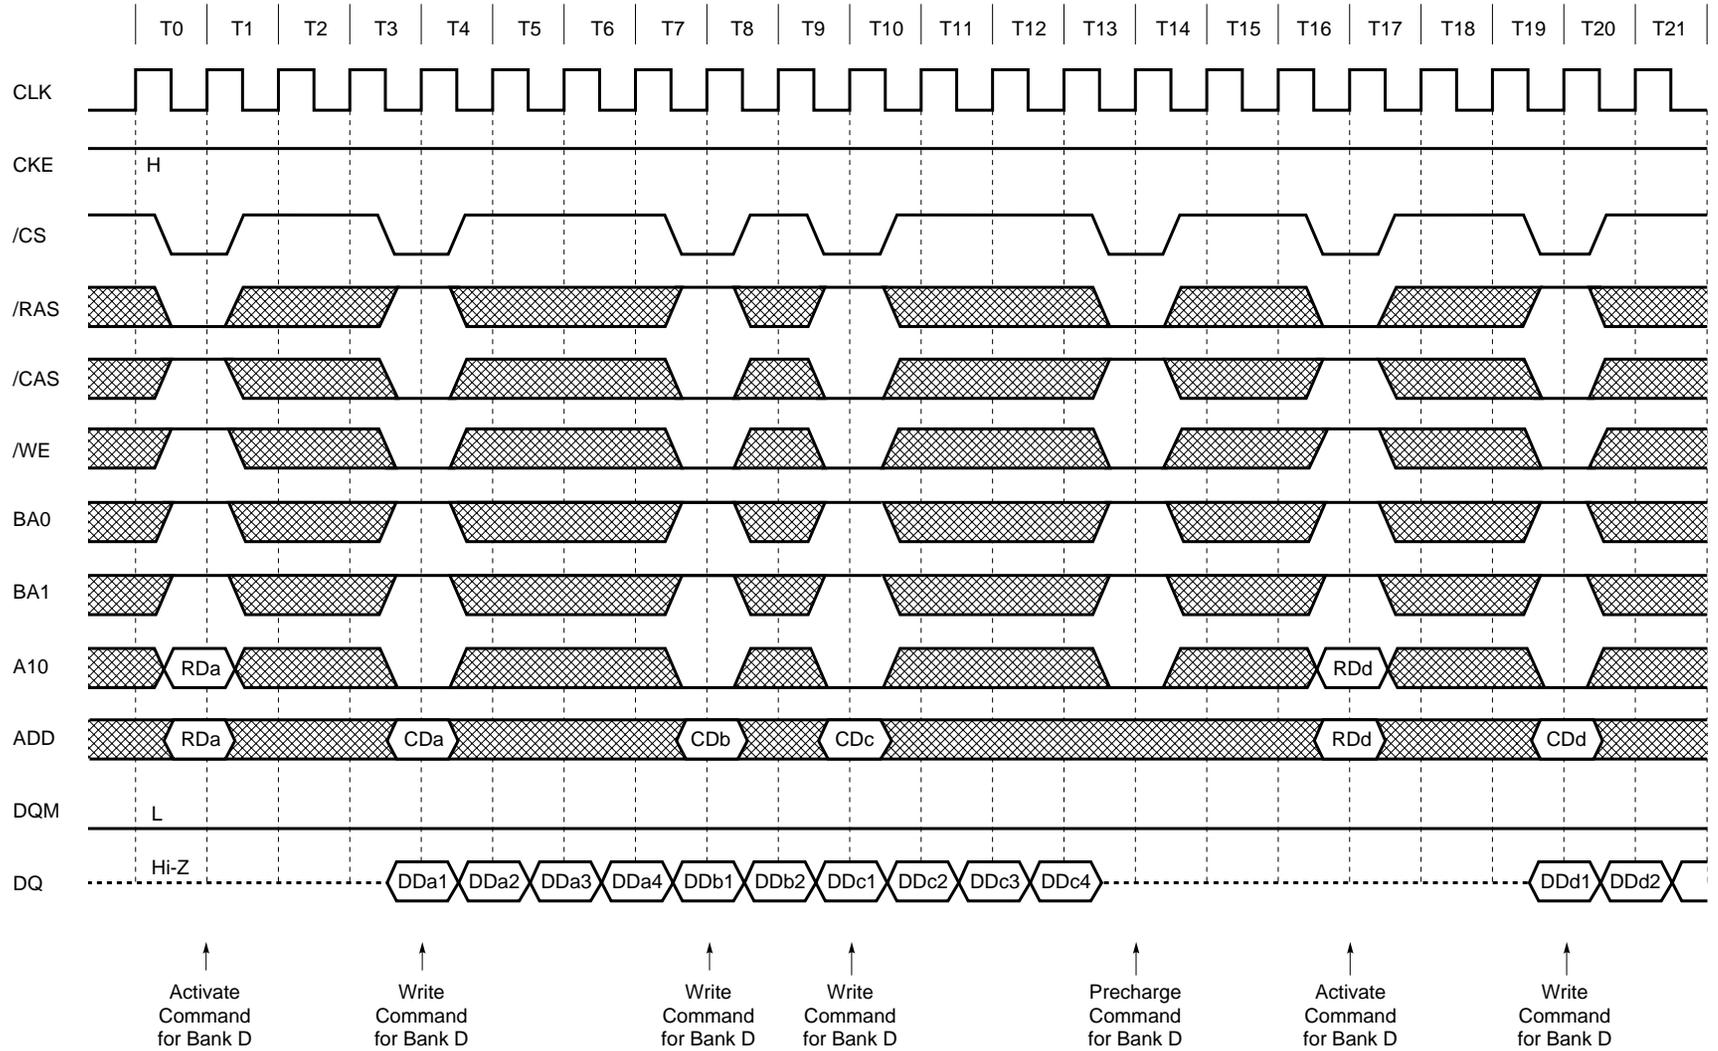 T0 T1 T2 T3 T4 T5 T6 T7 T8 T9 T10 T11 T12 T13 T14 T15 T16 T17 T18 T19 T20 T21
CLK
CKE H
/CS
/RAS
/CAS
/WE
BA0
BA1
A10 RDa RDd
ADD RDa CDa CDb CDc RDd CDd
DQM L
Hi-Z
DQ DDa1 DDa2 DDa3 DDa4 DDb1 DDb2 DDc1 DDc2 DDc3 DDc4 DDd1 DDd2
Activate
Command
for Bank D
Write
Command
for Bank D
Write
Command
for Bank D
Write
Command
for Bank D
Precharge
Command
for Bank D
Activate
Command
for Bank D
Write
Command
for Bank D